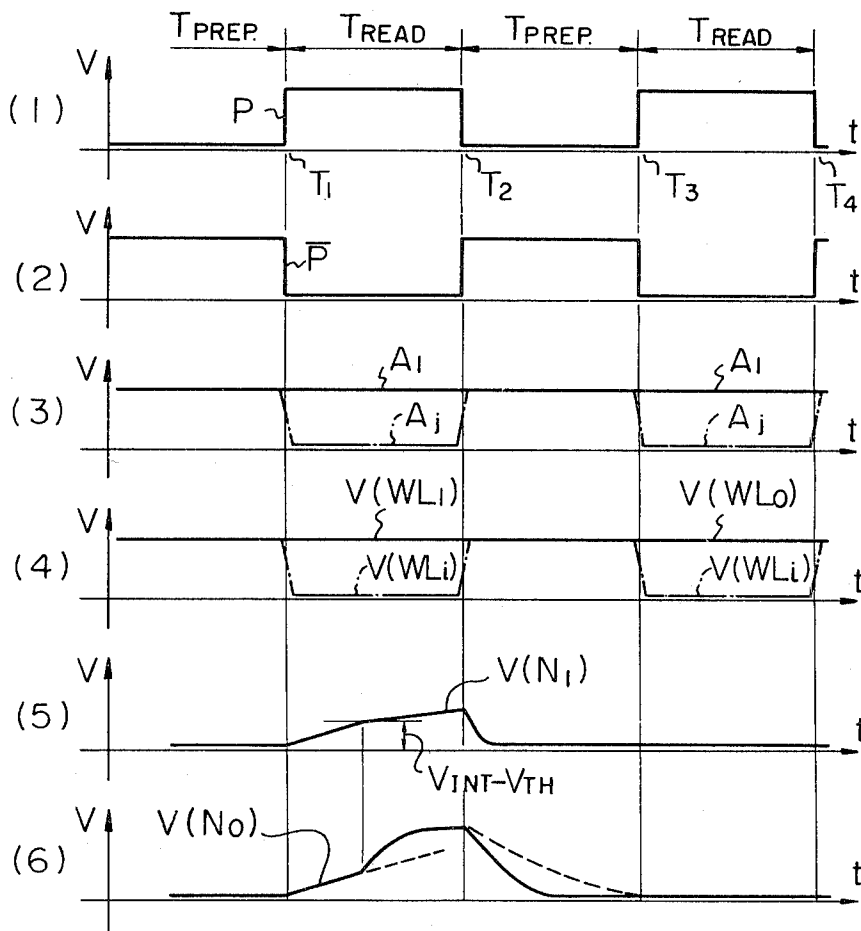 TPREP. TREAD TPREP. TREAD
V
(1) P t
T1 T2 T3 T4
V
(2) P̅ t
V A1 A1
(3) Aj Aj t
V(WL1) V(WL0)
V
(4) V(WLi) V(WLi) t
V V(N1)
(5) t
VINT-VTH
V
V(N0)
(6) t